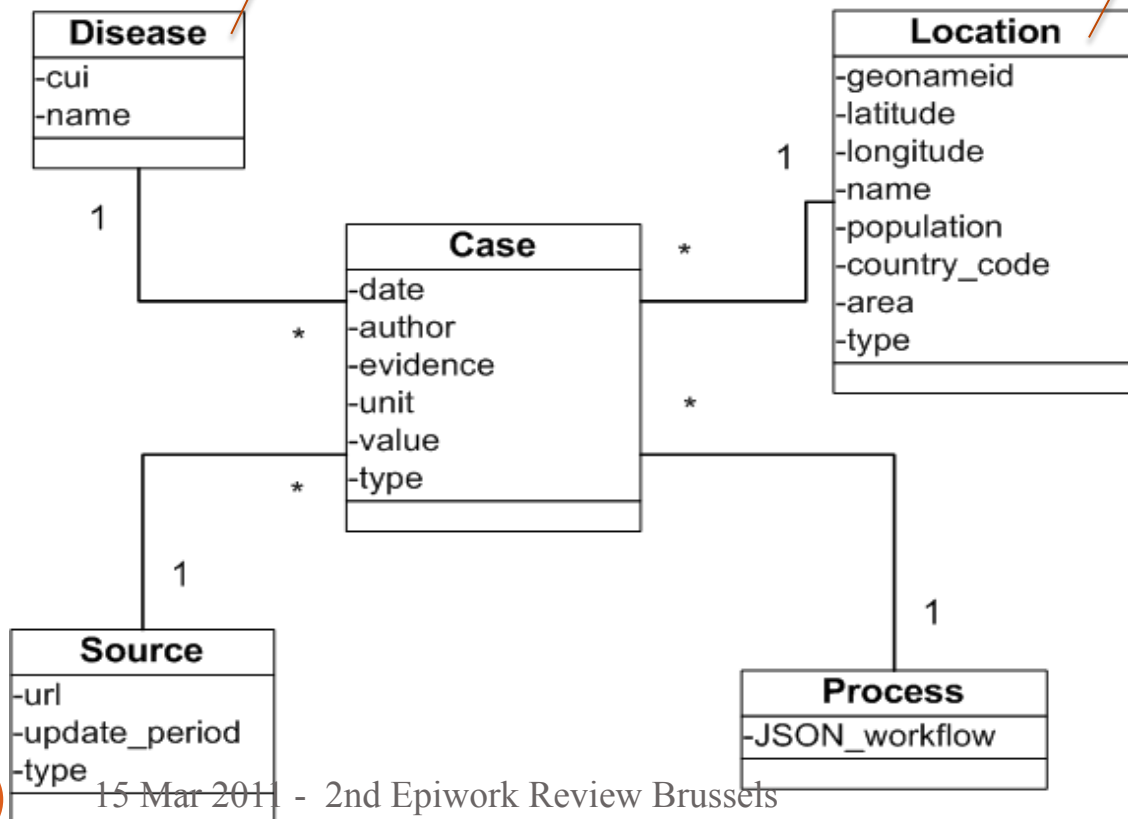 Disease
-cui
-name
1
*
Location
-geonameid
-latitude
-longitude
-name
-population
-country_code
-area
-type
1
*
Case
-date
-author
-evidence
-unit
-value
-type
*
1
Source
-url
-update_period
-type
*
1
Process
-JSON_workflow
15 Mar 2011 - 2nd Epiwork Review Brussels